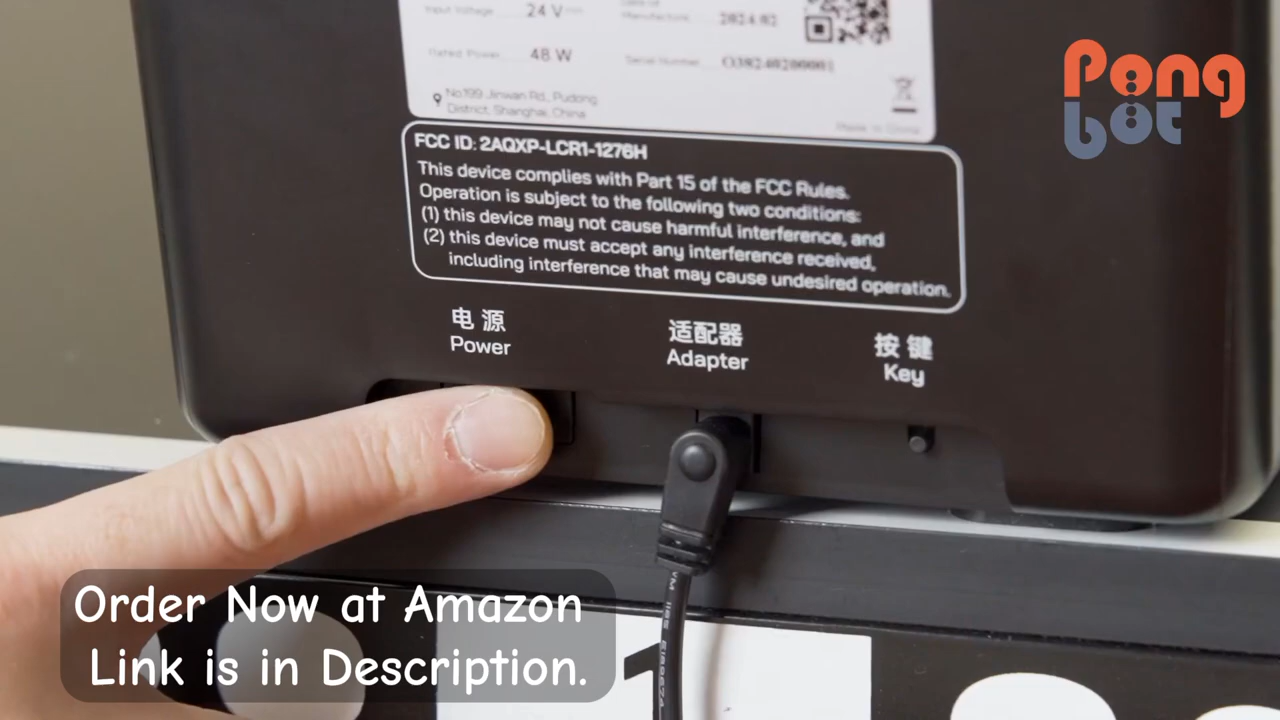 Input Voltage 24 V
Date of
Manufacture 2024.02
Rated Power 48 W
Serial Number
No.199 Jinwan Rd., Pudong
District, Shanghai, China
Made in China
Pong
bot
FCC ID: 2AQXP-LCR1-1276H
This device complies with Part 15 of the FCC Rules.
Operation is subject to the following two conditions:
(1) this device may not cause harmful interference, and
(2) this device must accept any interference received,
including interference that may cause undesired operation.
电源
Power
适配器
Adapter
按键
Key
Order Now at Amazon
Link is in Description.